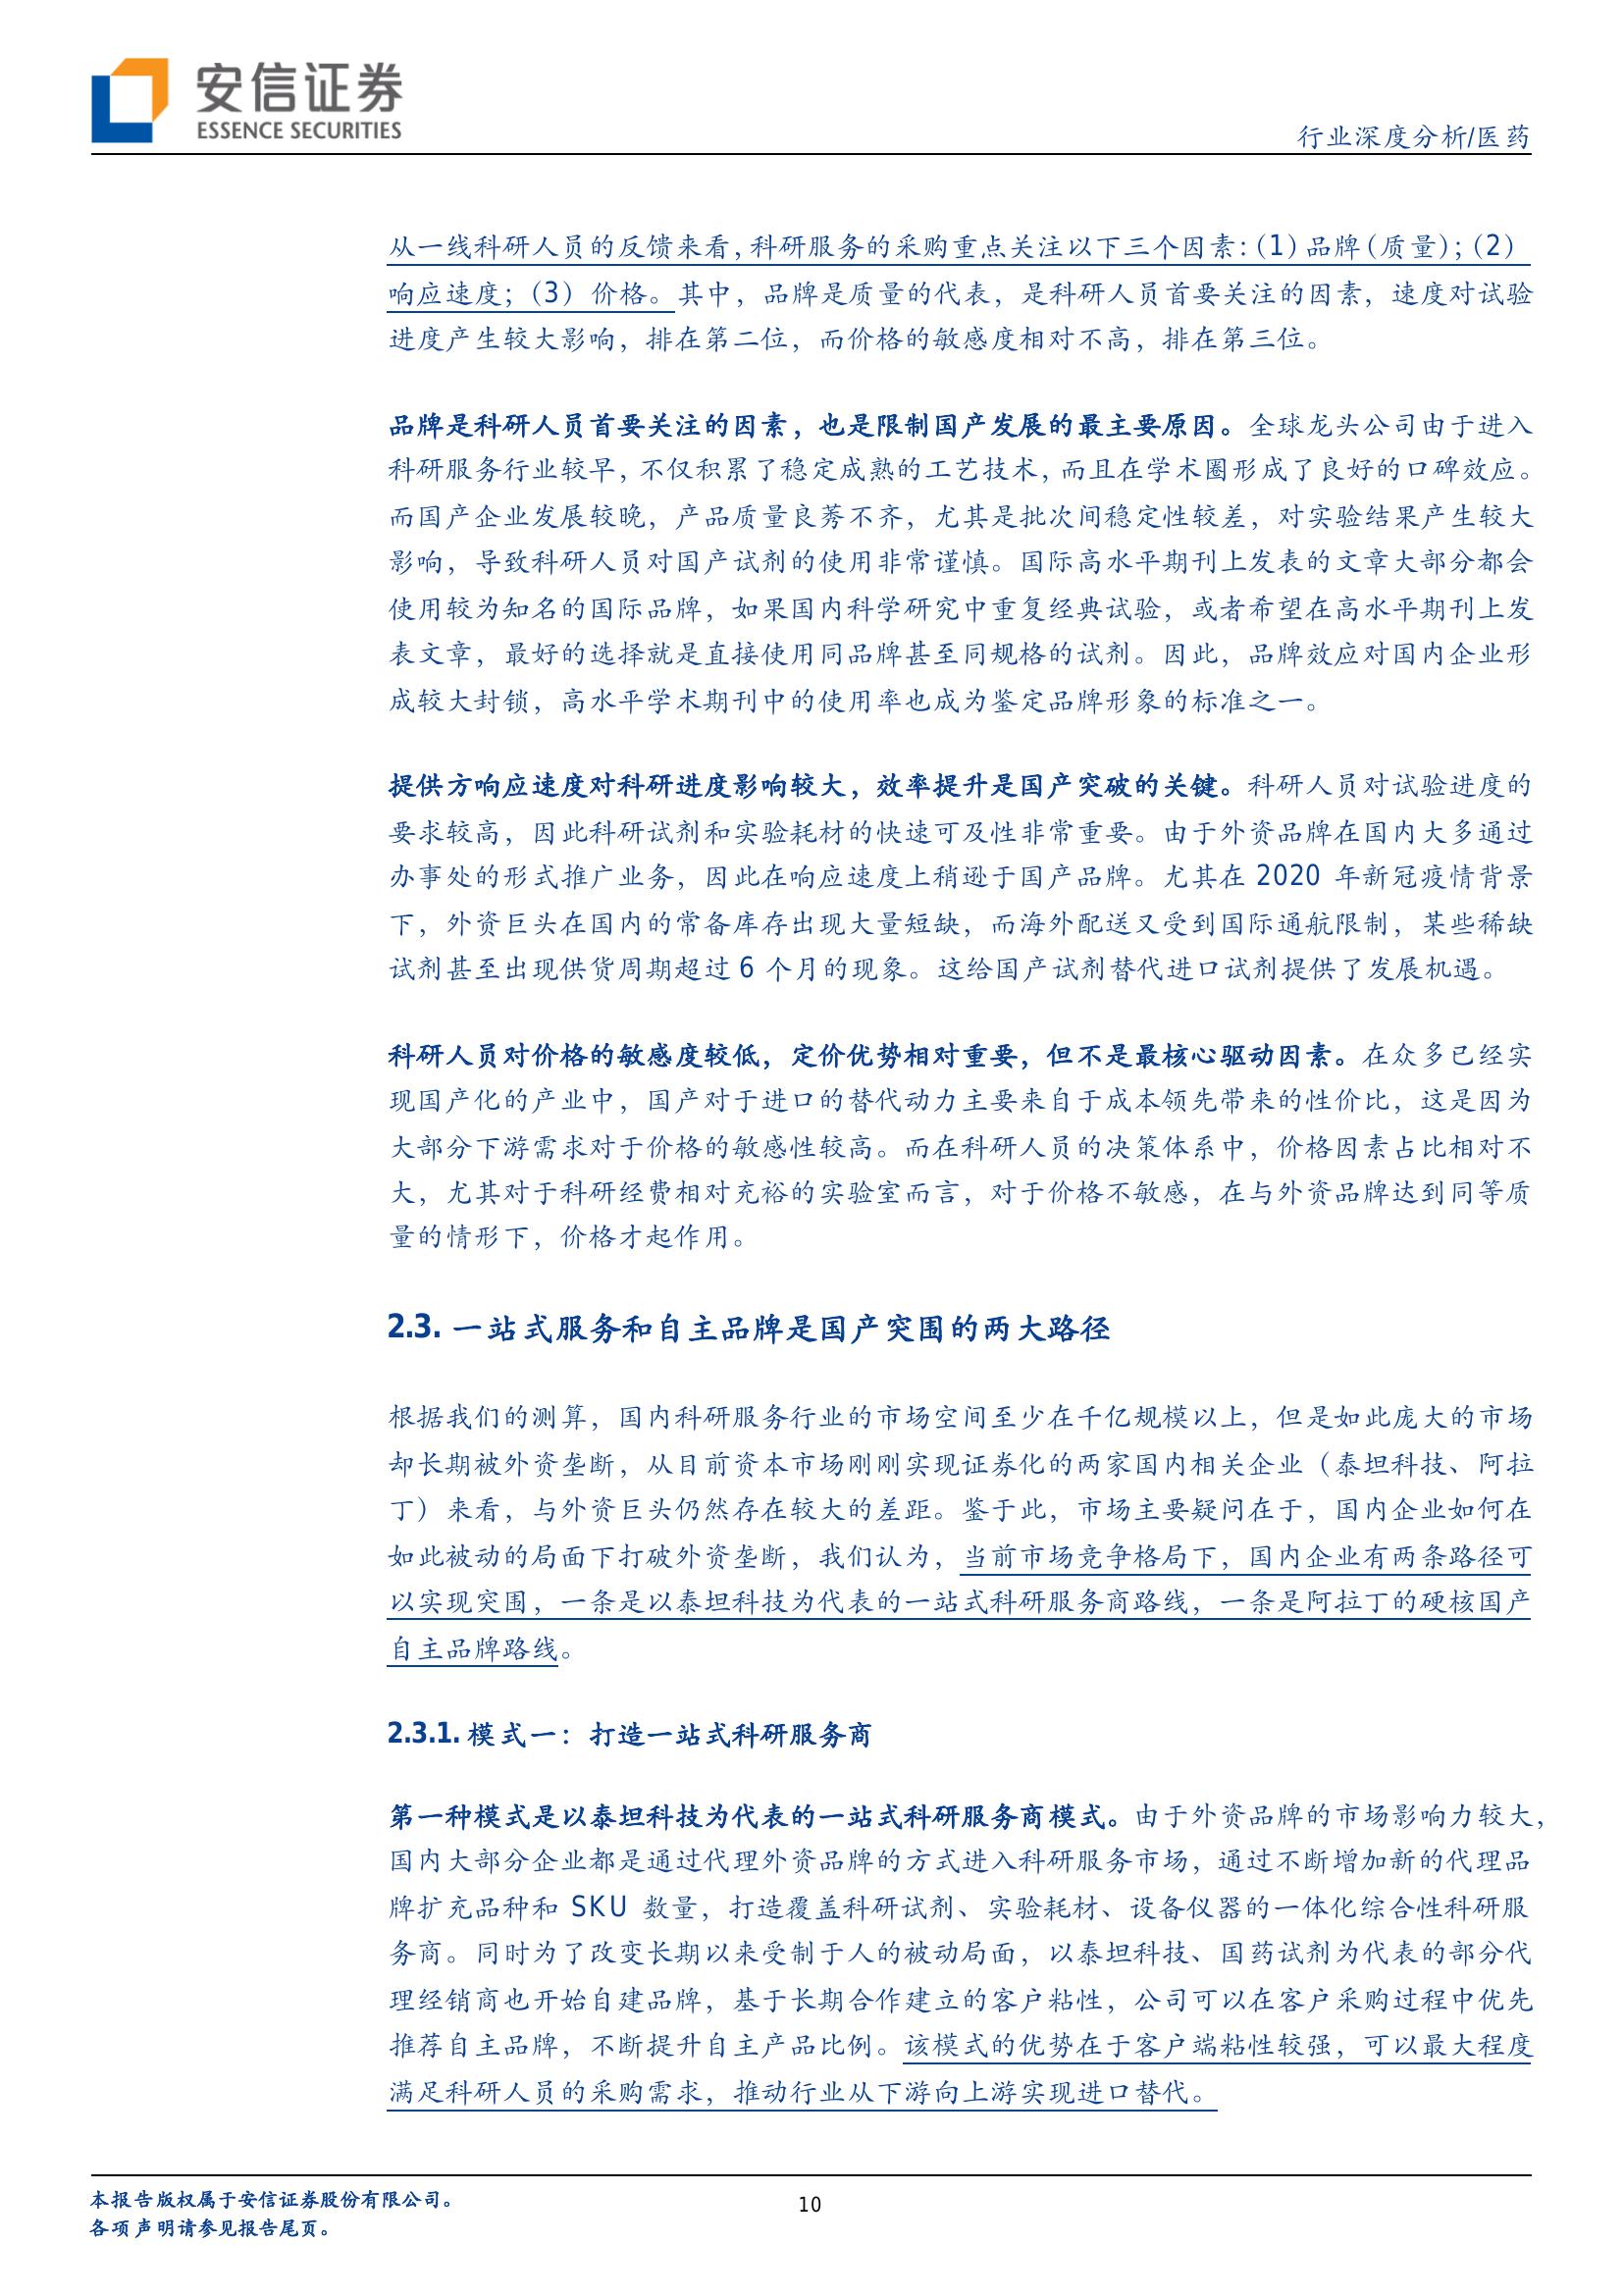 安信证券
ESSENCE SECURITIES
行业深度分析/医药
从一线科研人员的反馈来看，科研服务的采购重点关注以下三个因素：（1）品牌（质量）；（2）
响应速度；（3）价格。其中，品牌是质量的代表，是科研人员首要关注的因素，速度对试验
进度产生较大影响，排在第二位，而价格的敏感度相对不高，排在第三位。
品牌是科研人员首要关注的因素，也是限制国产发展的最主要原因。全球龙头公司由于进入
科研服务行业较早，不仅积累了稳定成熟的工艺技术，而且在学术圈形成了良好的口碑效应。
而国产企业发展较晚，产品质量良莠不齐，尤其是批次间稳定性较差，对实验结果产生较大
影响，导致科研人员对国产试剂的使用非常谨慎。国际高水平期刊上发表的文章大部分都会
使用较为知名的国际品牌，如果国内科学研究中重复经典试验，或者希望在高水平期刊上发
表文章，最好的选择就是直接使用同品牌甚至同规格的试剂。因此，品牌效应对国内企业形
成较大封锁，高水平学术期刊中的使用率也成为鉴定品牌形象的标准之一。
提供方响应速度对科研进度影响较大，效率提升是国产突破的关键。科研人员对试验进度的
要求较高，因此科研试剂和实验耗材的快速可及性非常重要。由于外资品牌在国内大多通过
办事处的形式推广业务，因此在响应速度上稍逊于国产品牌。尤其在 2020 年新冠疫情背景
下，外资巨头在国内的常备库存出现大量短缺，而海外配送又受到国际通航限制，某些稀缺
试剂甚至出现供货周期超过 6 个月的现象。这给国产试剂替代进口试剂提供了发展机遇。
科研人员对价格的敏感度较低，定价优势相对重要，但不是最核心驱动因素。在众多已经实
现国产化的产业中，国产对于进口的替代动力主要来自于成本领先带来的性价比，这是因为
大部分下游需求对于价格的敏感性较高。而在科研人员的决策体系中，价格因素占比相对不
大，尤其对于科研经费相对充裕的实验室而言，对于价格不敏感，在与外资品牌达到同等质
量的情形下，价格才起作用。
2.3. 一站式服务和自主品牌是国产突围的两大路径
根据我们的测算，国内科研服务行业的市场空间至少在千亿规模以上，但是如此庞大的市场
却长期被外资垄断，从目前资本市场刚刚实现证券化的两家国内相关企业（泰坦科技、阿拉
丁）来看，与外资巨头仍然存在较大的差距。鉴于此，市场主要疑问在于，国内企业如何在
如此被动的局面下打破外资垄断，我们认为，当前市场竞争格局下，国内企业有两条路径可
以实现突围，一条是以泰坦科技为代表的一站式科研服务商路线，一条是阿拉丁的硬核国产
自主品牌路线。
2.3.1. 模式一：打造一站式科研服务商
第一种模式是以泰坦科技为代表的一站式科研服务商模式。由于外资品牌的市场影响力较大，
国内大部分企业都是通过代理外资品牌的方式进入科研服务市场，通过不断增加新的代理品
牌扩充品种和 SKU 数量，打造覆盖科研试剂、实验耗材、设备仪器的一体化综合性科研服
务商。同时为了改变长期以来受制于人的被动局面，以泰坦科技、国药试剂为代表的部分代
理经销商也开始自建品牌，基于长期合作建立的客户粘性，公司可以在客户采购过程中优先
推荐自主品牌，不断提升自主产品比例。该模式的优势在于客户端粘性较强，可以最大程度
满足科研人员的采购需求，推动行业从下游向上游实现进口替代。
本报告版权属于安信证券股份有限公司。
10
各项声明请参见报告尾页。